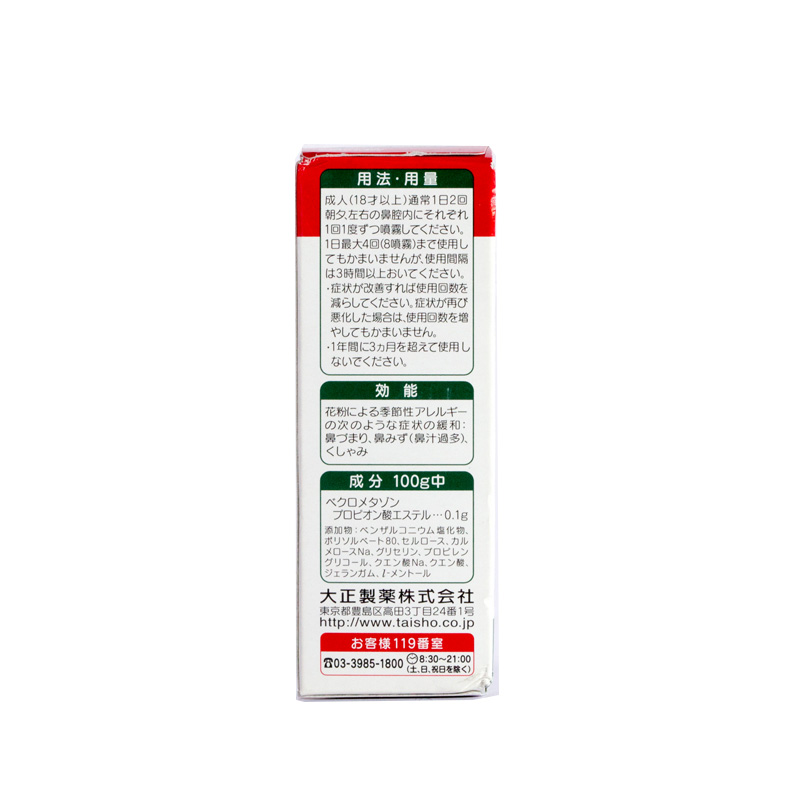 用法・用量
成人(18才以上)通常1日2回
朝夕、左右の鼻腔内にそれぞれ
1回1度ずつ噴霧してください。
1日最大4回(8噴霧)まで使用し
てもかまいませんが、使用間隔
は3時間以上おいてください。
・症状が改善すれば使用回数を
減らしてください。症状が再び
悪化した場合は、使用回数を増
やしてもかまいません。
・1年間に3ヵ月を超えて使用し
ないでください。
効能
花粉による季節性アレルギー
の次のような症状の緩和:
鼻づまり、鼻みず(鼻汁過多)、
くしゃみ
成分 100g中
ベクロメタゾン
プロピオン酸エステル…0.1g
添加物:ベンザルコニウム塩化物、
ポリソルベート80、セルロース、カル
メロースNa、グリセリン、プロピレン
グリコール、クエン酸Na、クエン酸、
ジェランガム、l-メントール
大正製薬株式会社
東京都豊島区高田3丁目24番1号
http://www.taisho.co.jp
お客様119番室
☎03-3985-1800 8:30〜21:00
(土、日、祝日を除く)